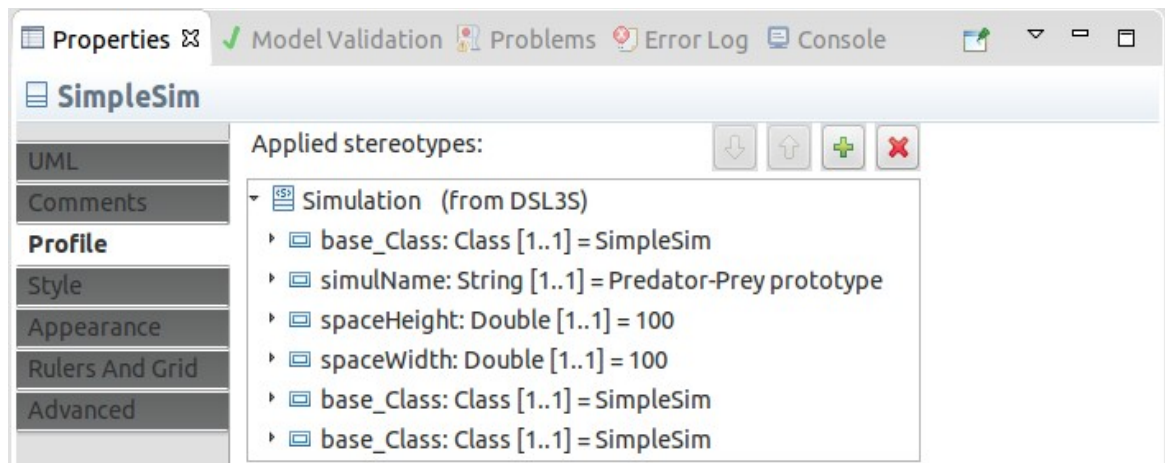 Properties Model Validation Problems Error Log Console
SimpleSim
Applied stereotypes:
UML
Comments
Profile
Style
Appearance
Rulers And Grid
Advanced
Simulation (from DSL3S)
base_Class: Class [1..1] = SimpleSim
simulName: String [1..1] = Predator-Prey prototype
spaceHeight: Double [1..1] = 100
spaceWidth: Double [1..1] = 100
base_Class: Class [1..1] = SimpleSim
base_Class: Class [1..1] = SimpleSim